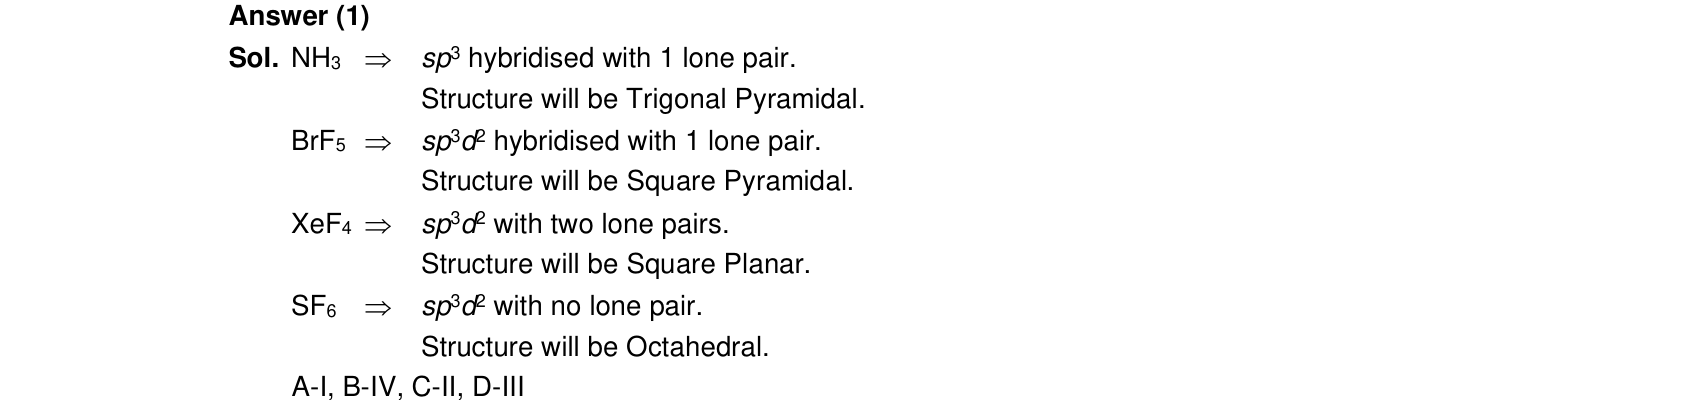 Answer (1)
Sol. NH₃ ⇒ sp³ hybridised with 1 lone pair.
Structure will be Trigonal Pyramidal.
BrF₅ ⇒ sp³d² hybridised with 1 lone pair.
Structure will be Square Pyramidal.
XeF₄ ⇒ sp³d² with two lone pairs.
Structure will be Square Planar.
SF₆ ⇒ sp³d² with no lone pair.
Structure will be Octahedral.
A-I, B-IV, C-II, D-III